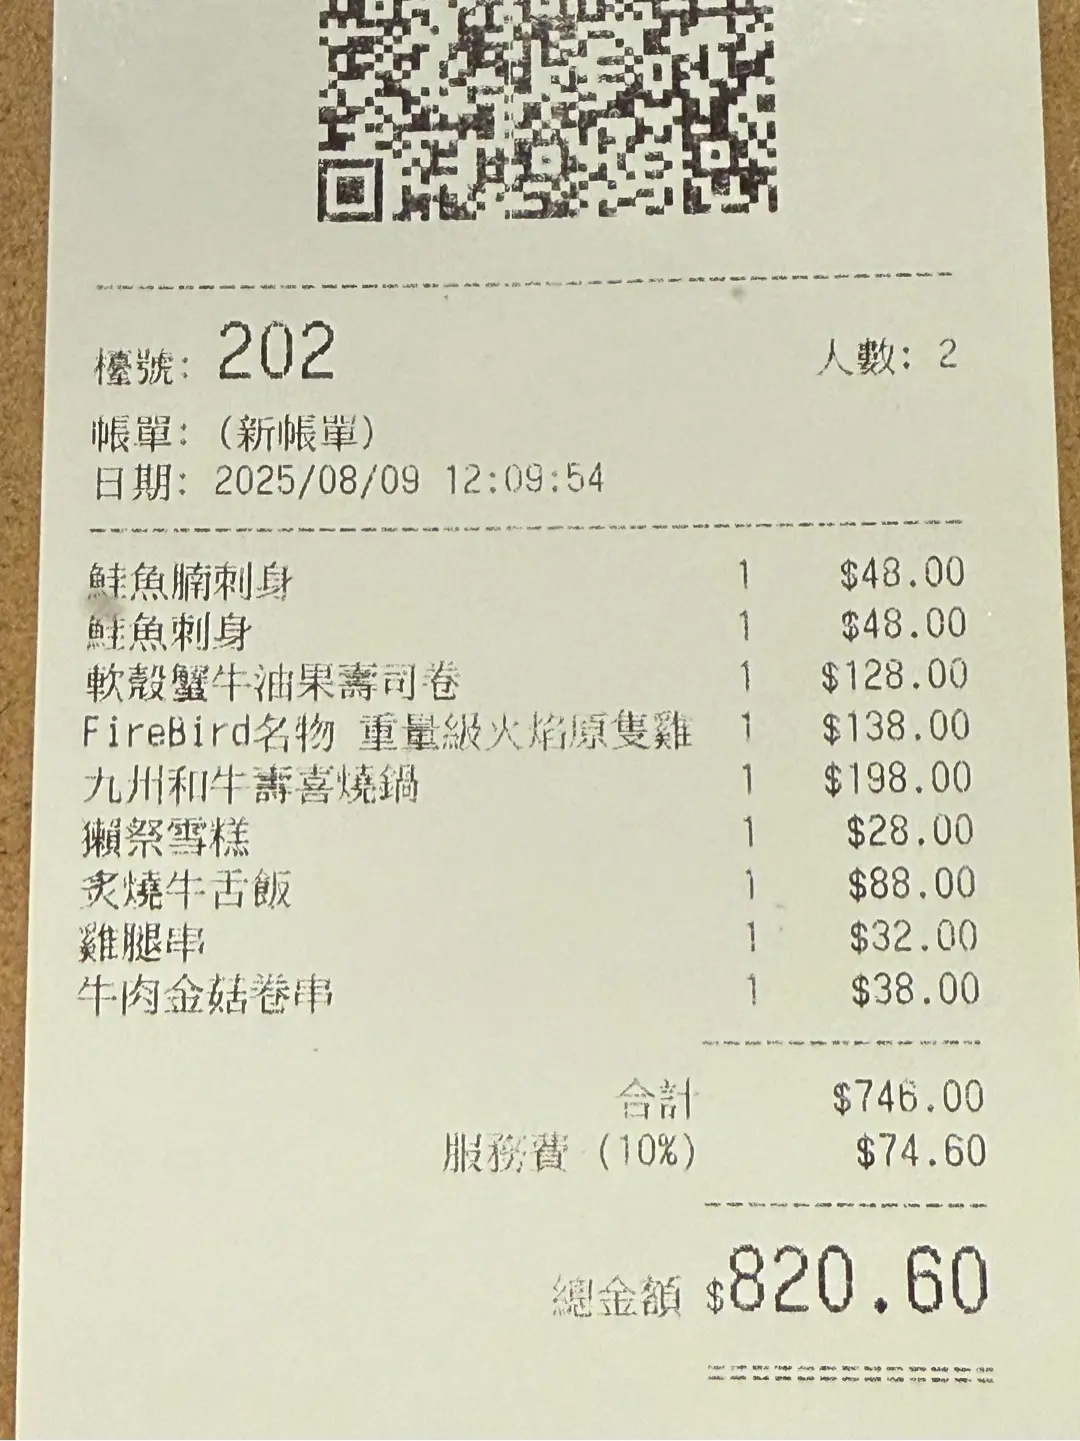 檯號: 202 人數: 2
帳單: (新帳單)
日期: 2025/08/09 12:09:54
鮭魚腩刺身 1 $48.00
鮭魚刺身 1 $48.00
軟殼蟹牛油果壽司卷 1 $128.00
FireBird名物 重量級火焰原隻雞 1 $138.00
九州和牛壽喜燒鍋 1 $198.00
獺祭雪糕 1 $28.00
炙燒牛舌飯 1 $88.00
雞腿串 1 $32.00
牛肉金菇卷串 1 $38.00
合計 $746.00
服務費 (10%) $74.60
總金額 $820.60